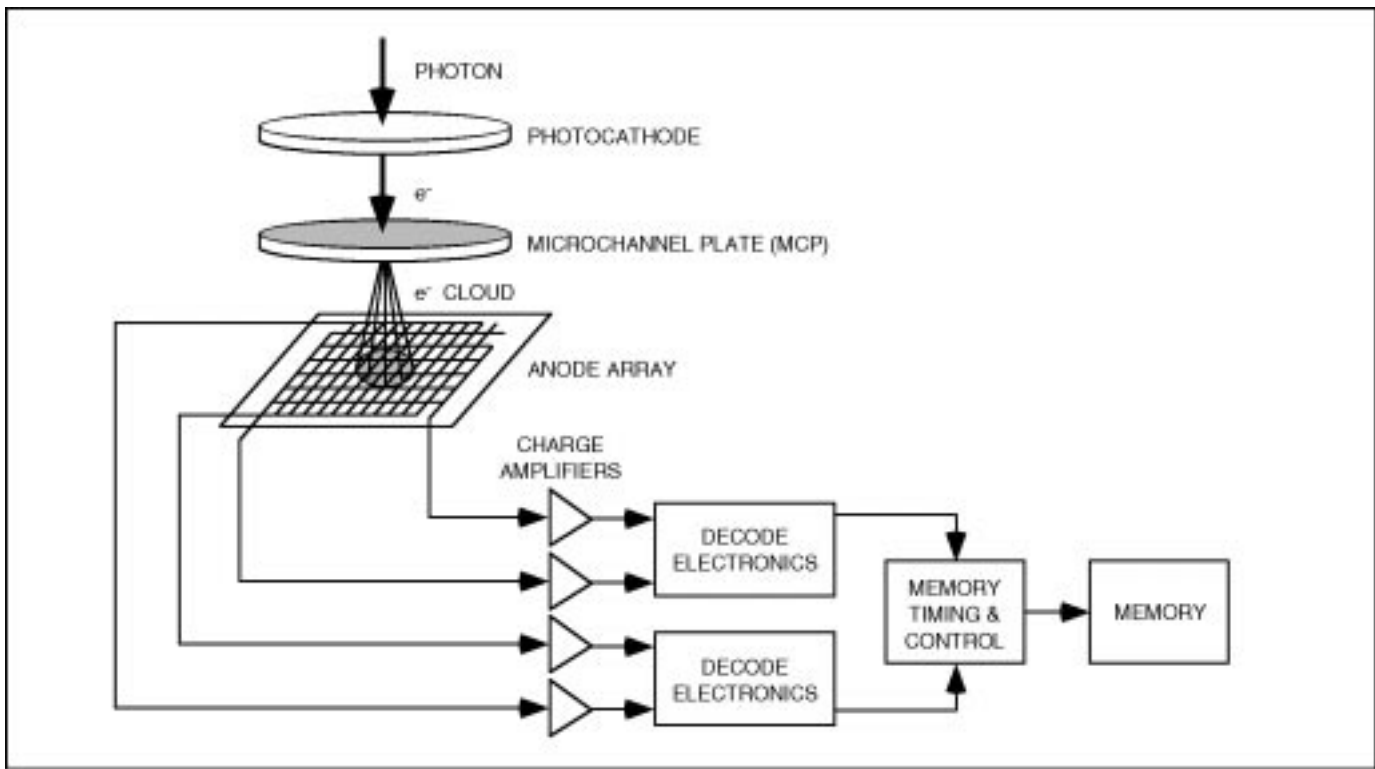 PHOTON
PHOTOCATHODE
e-
MICROCHANNEL PLATE (MCP)
e- CLOUD
ANODE ARRAY
CHARGE
AMPLIFIERS
DECODE
ELECTRONICS
MEMORY
TIMING &
CONTROL
MEMORY
DECODE
ELECTRONICS